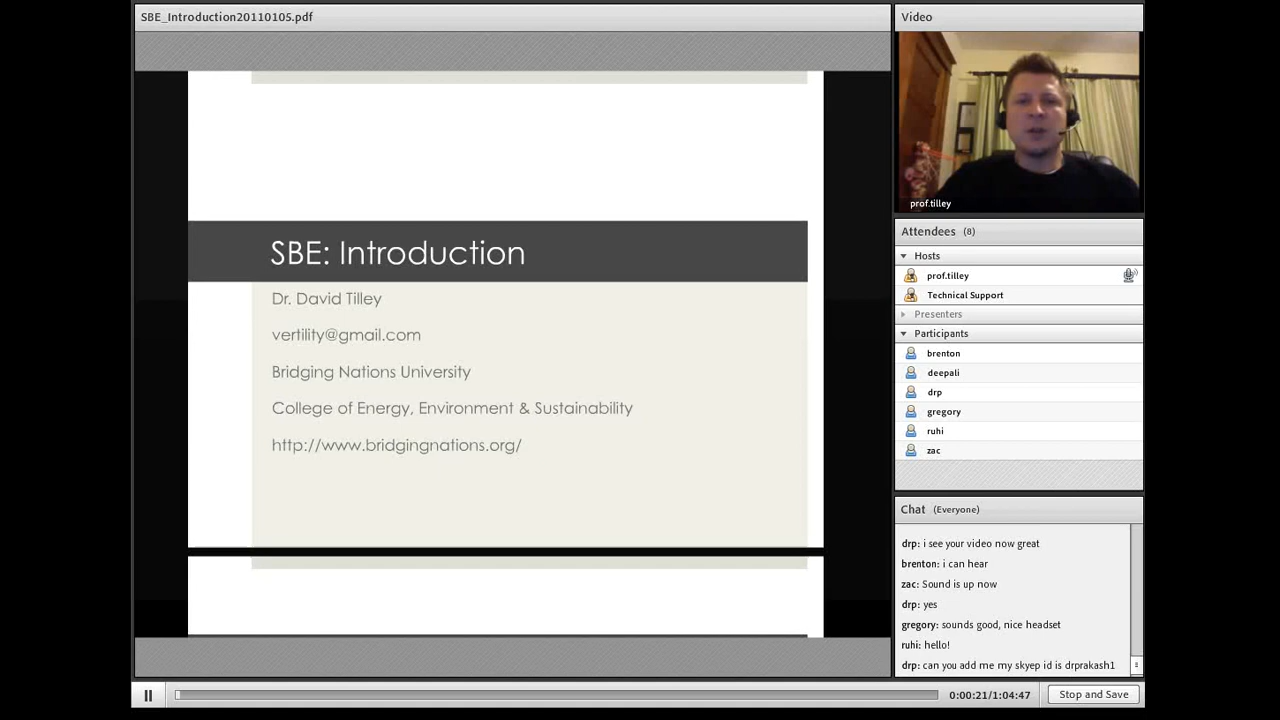 SBE_Introduction20110105.pdf
SBE: Introduction
Dr. David Tilley
vertility@gmail.com
Bridging Nations University
College of Energy, Environment & Sustainability
http://www.bridgingnations.org/
Video
prof.tilley
Attendees (8)
Hosts
prof.tilley
Technical Support
Presenters
Participants
brenton
deepali
drp
gregory
ruhi
zac
Chat (Everyone)
drp: i see your video now great
brenton: i can hear
zac: Sound is up now
drp: yes
gregory: sounds good, nice headset
ruhi: hello!
drp: can you add me my skyep id is drprakash1
0:00:21/1:04:47
Stop and Save